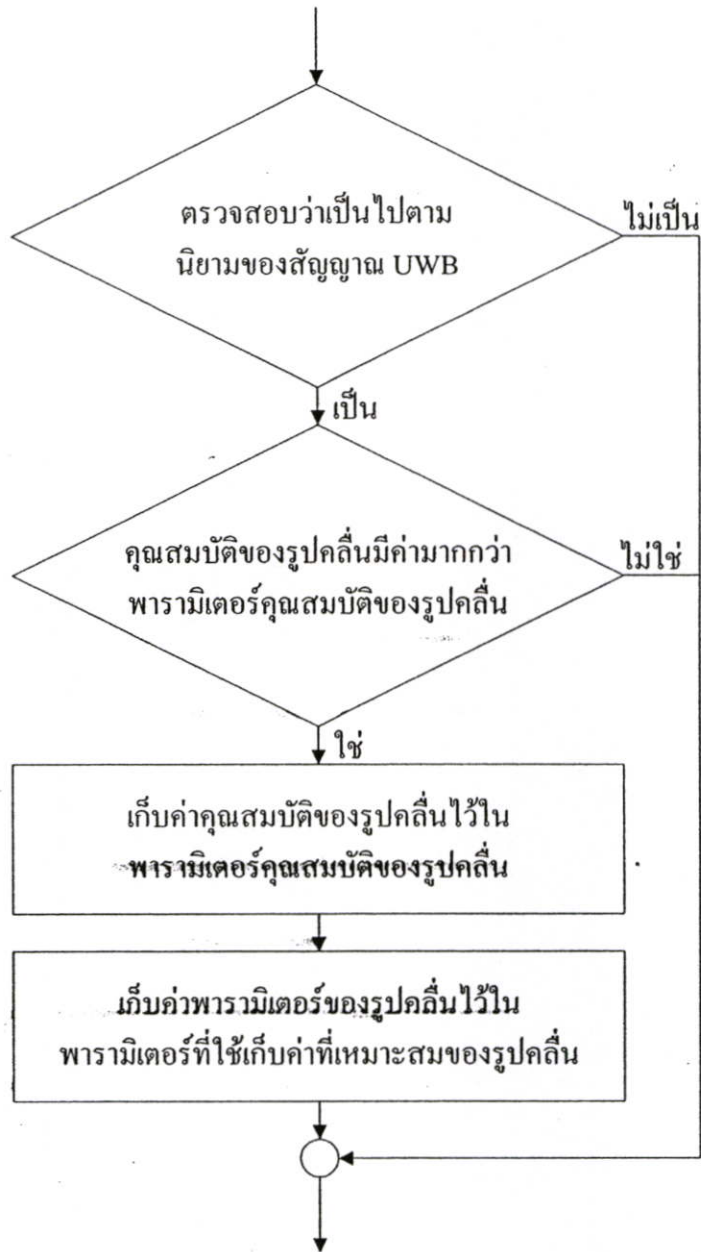 ตรวจสอบว่าเป็นไปตาม
นิยามของสัญญาณ UWB
ไม่เป็น
เป็น
คุณสมบัติของรูปคลื่นมีค่ามากกว่า
พารามิเตอร์คุณสมบัติของรูปคลื่น
ไม่ใช่
ใช่
เก็บค่าคุณสมบัติของรูปคลื่นไว้ใน
พารามิเตอร์คุณสมบัติของรูปคลื่น
เก็บค่าพารามิเตอร์ของรูปคลื่นไว้ใน
พารามิเตอร์ที่ใช้เก็บค่าที่เหมาะสมของรูปคลื่น